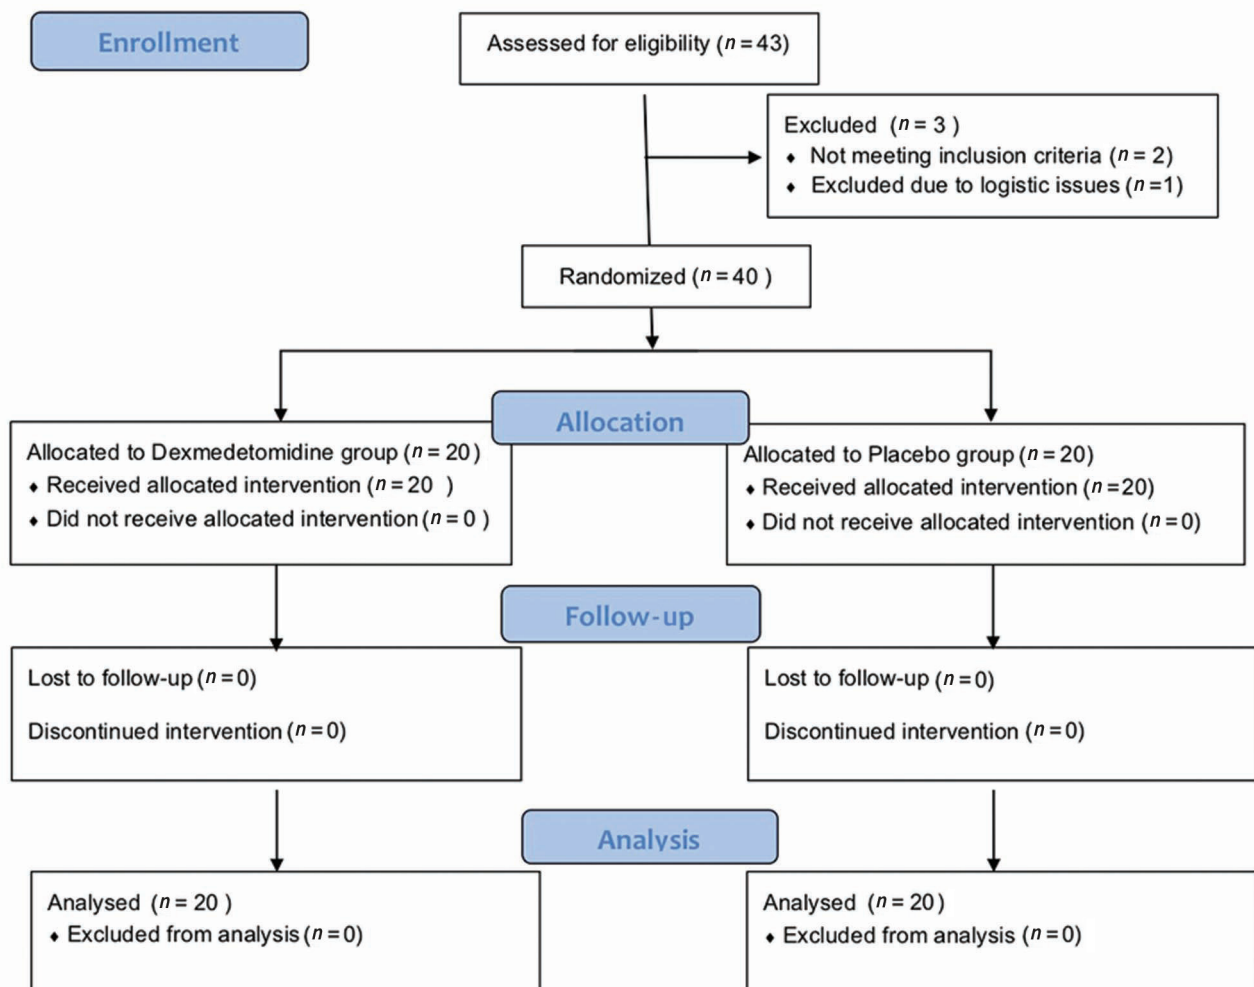 Enrollment
Assessed for eligibility (n = 43)
Excluded (n = 3 )
♦ Not meeting inclusion criteria (n = 2)
♦ Excluded due to logistic issues (n =1)
Randomized (n = 40 )
Allocation
Allocated to Dexmedetomidine group (n = 20)
♦ Received allocated intervention (n = 20 )
♦ Did not receive allocated intervention (n = 0 )
Allocated to Placebo group (n = 20)
♦ Received allocated intervention (n = 20)
♦ Did not receive allocated intervention (n = 0)
Follow-up
Lost to follow-up (n = 0)
Discontinued intervention (n = 0)
Lost to follow-up (n = 0)
Discontinued intervention (n = 0)
Analysis
Analysed (n = 20 )
♦ Excluded from analysis (n = 0)
Analysed (n = 20)
♦ Excluded from analysis (n = 0)